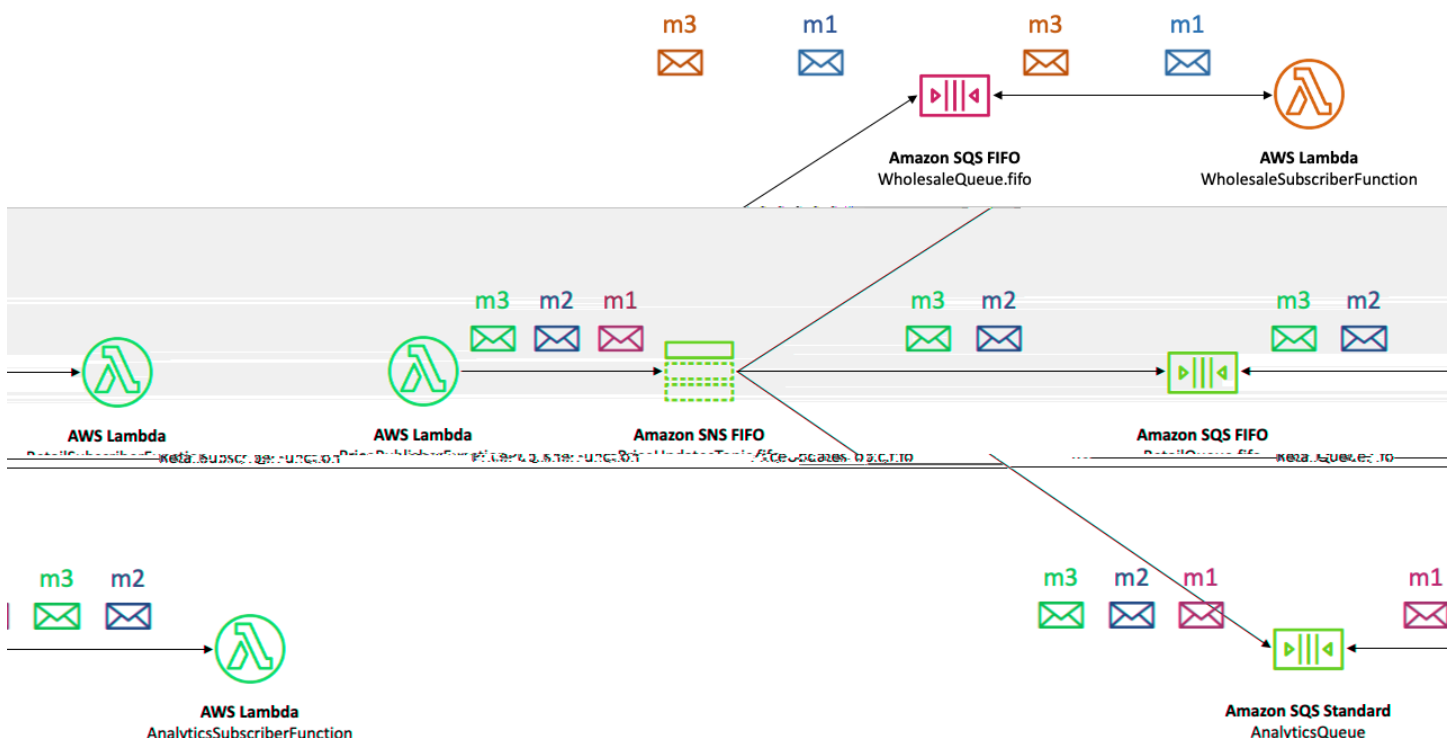 m3 m1 m3 m1
Amazon SQS FIFO
WholesaleQueue.fifo
AWS Lambda
WholesaleSubscriberFunction
m3 m2 m1 m3 m2 m3 m2
AWS Lambda
AWS Lambda
Amazon SNS FIFO
Amazon SQS FIFO
m3 m2 m3 m2 m1 m1
AWS Lambda
AnalyticsSubscriberFunction
Amazon SQS Standard
AnalyticsQueue